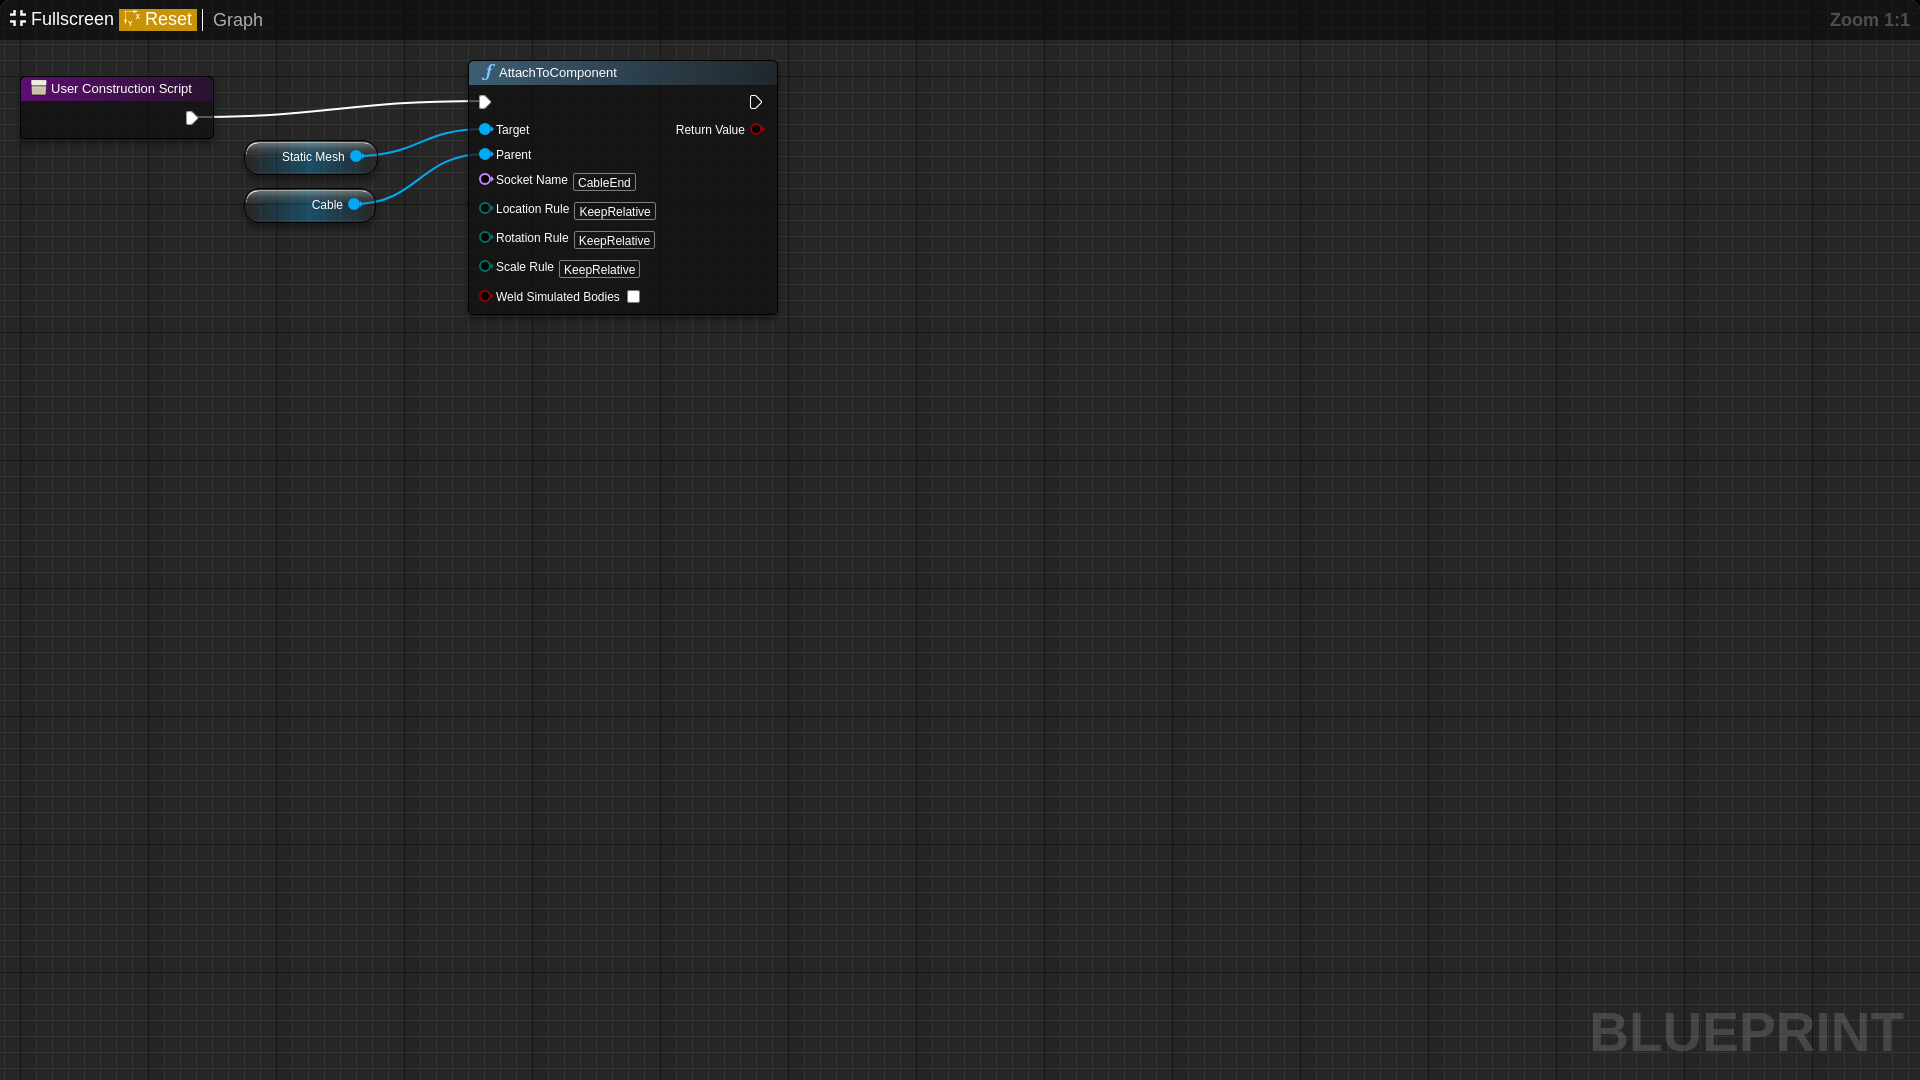 Fullscreen Reset Graph Zoom 1:1
User Construction Script
AttachToComponent
Target Return Value
Static Mesh
Parent
Socket Name CableEnd
Cable
Location Rule KeepRelative
Rotation Rule KeepRelative
Scale Rule KeepRelative
Weld Simulated Bodies
BLUEPRINT